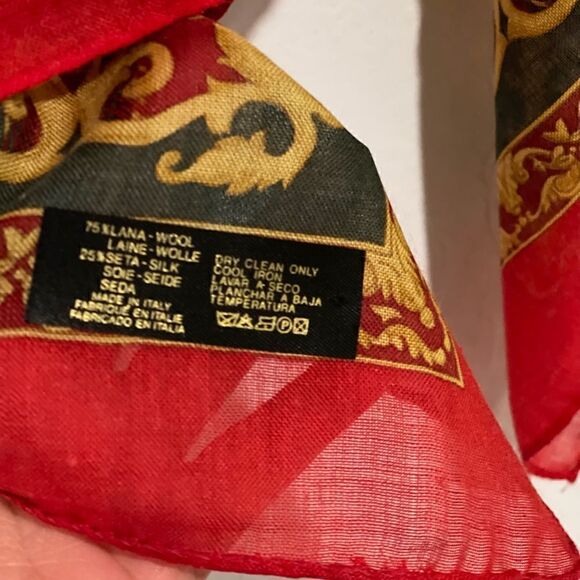 75% LANA - WOOL
LAINE - WOLLE
25% SETA - SILK
SOIE - SEIDE
SEDA
MADE IN ITALY
FABRIQUÉ EN ITALIE
FABRICADO EN ITALIA
DRY CLEAN ONLY
COOL IRON
LAVAR A-SECO
PLANCHAR A BAJA
TEMPERATURA